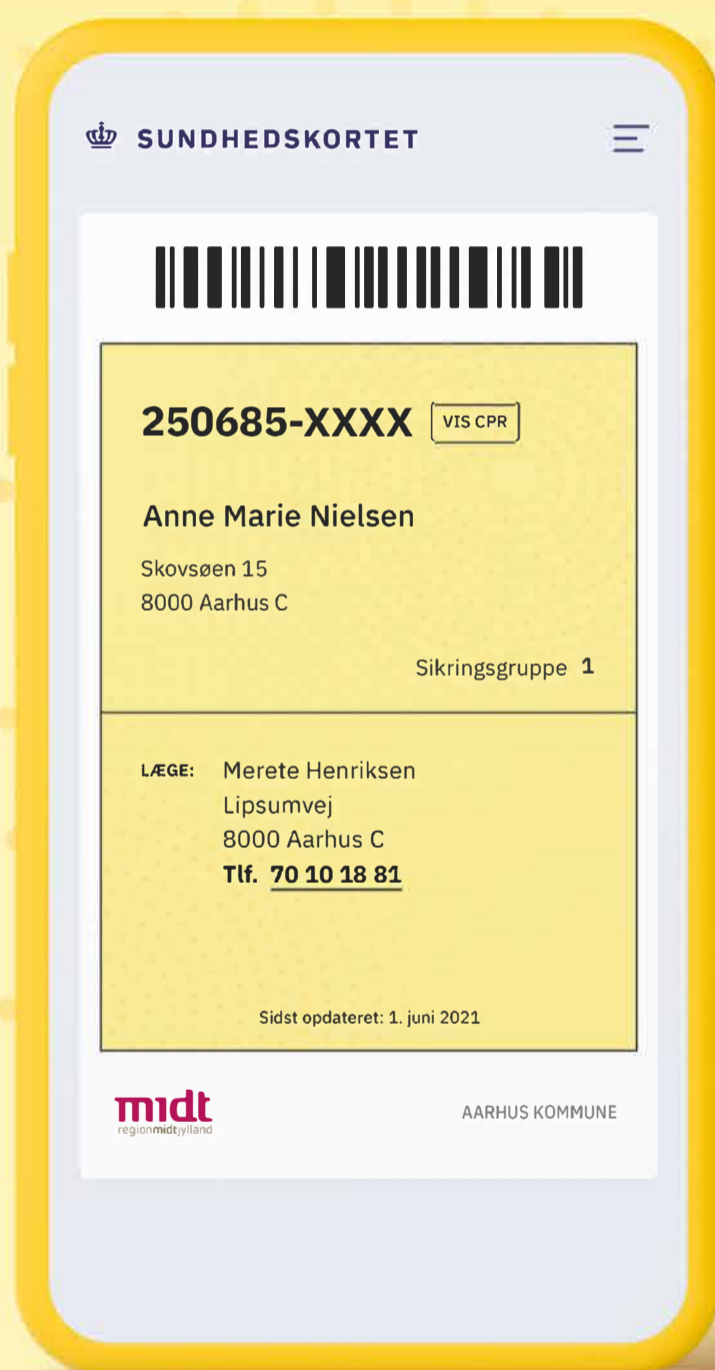 SUNDHEDSKORTET
250685-XXXX VIS CPR
Anne Marie Nielsen
Skovsøen 15
8000 Aarhus C
Sikringsgruppe 1
LÆGE: Merete Henriksen
Lipsumvej
8000 Aarhus C
Tlf. 70 10 18 81
Sidst opdateret: 1. juni 2021
midt
regionmidtjylland
AARHUS KOMMUNE